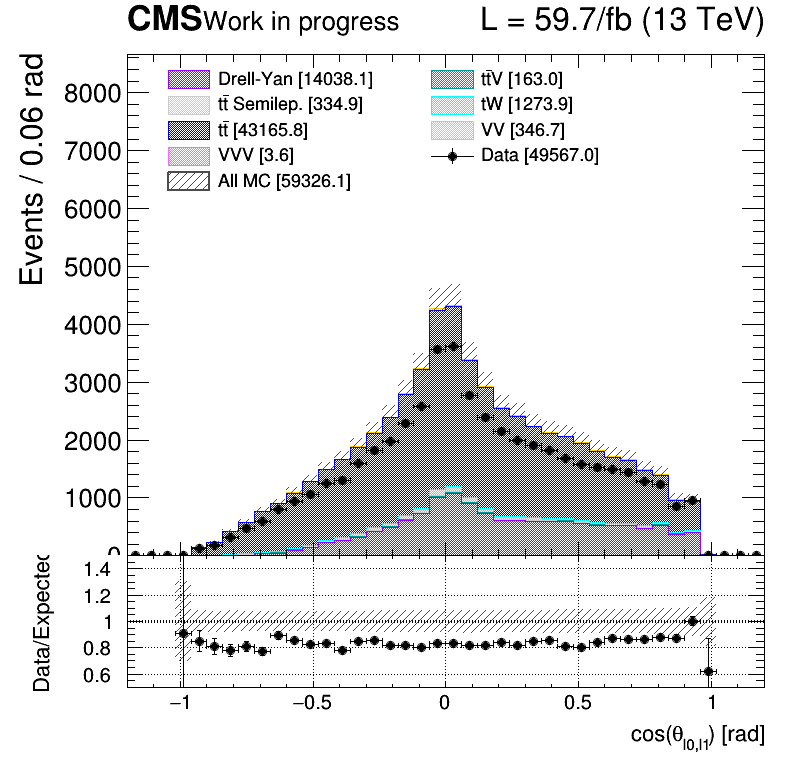 CMS Work in progress L = 59.7/fb (13 TeV)
Events / 0.06 rad
8000
7000
6000
5000
4000
3000
2000
1000
0
Drell-Yan [14038.1]
tt̄ Semilep. [334.9]
tt̄ [43165.8]
VVV [3.6]
All MC [59326.1]
tt̄V [163.0]
tW [1273.9]
VV [346.7]
Data [49567.0]
Data/Expected
1.4
1.2
1
0.8
0.6
−1 −0.5 0 0.5 1
cos(θl0,l1) [rad]